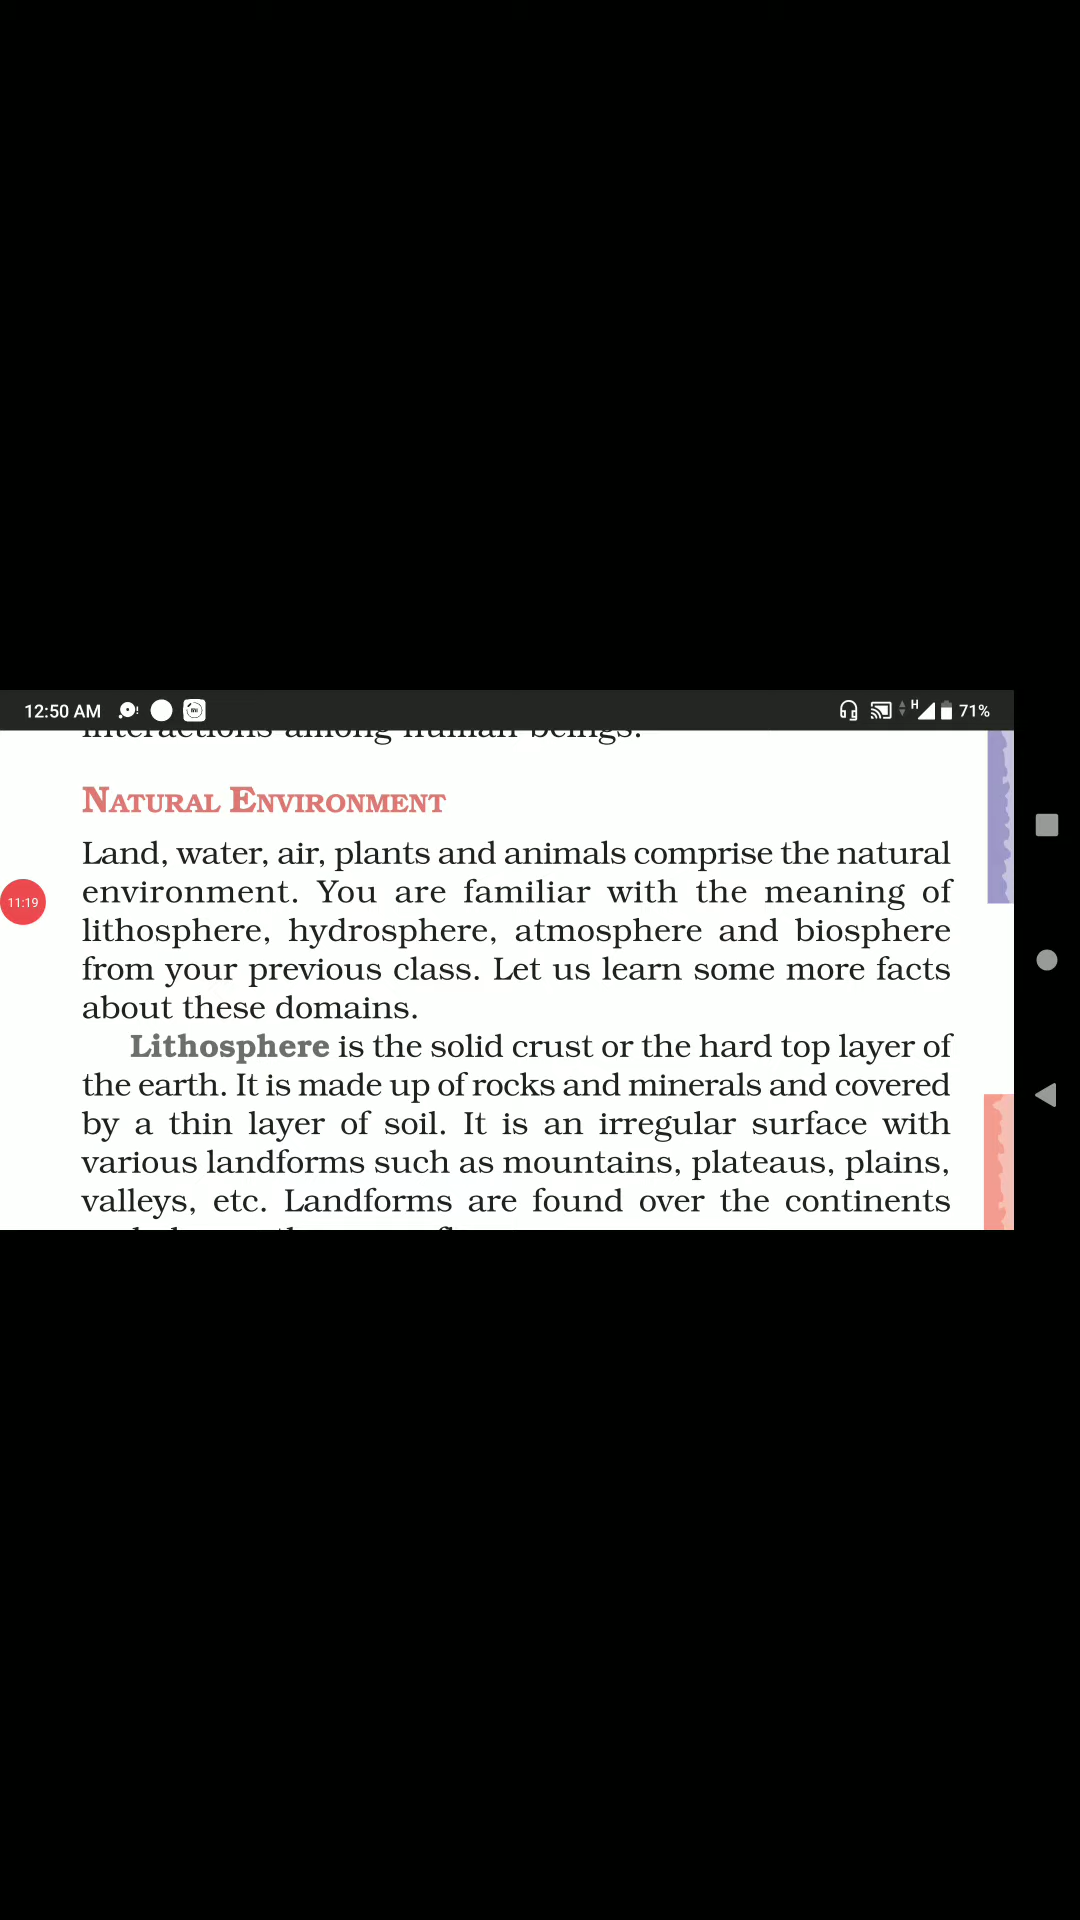 12:50 AM
H
71%
interactions among human beings.
NATURAL ENVIRONMENT
Land, water, air, plants and animals comprise the natural
11:19
environment. You are familiar with the meaning of
lithosphere, hydrosphere, atmosphere and biosphere
from your previous class. Let us learn some more facts
about these domains.
Lithosphere is the solid crust or the hard top layer of
the earth. It is made up of rocks and minerals and covered
by a thin layer of soil. It is an irregular surface with
various landforms such as mountains, plateaus, plains,
valleys, etc. Landforms are found over the continents